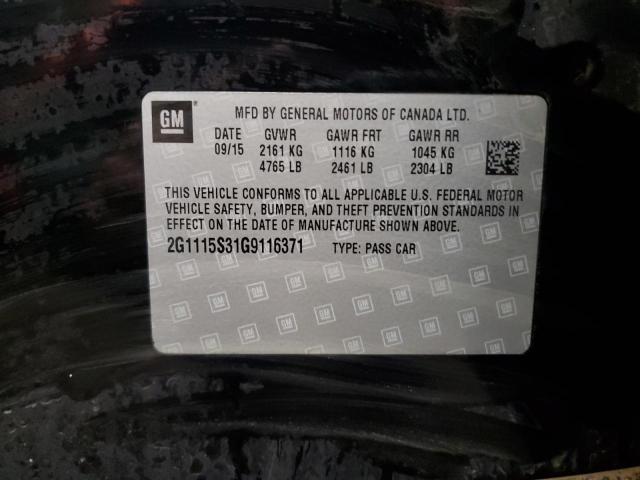 GM MFD BY GENERAL MOTORS OF CANADA LTD.
DATE GVWR GAWR FRT GAWR RR
09/15 2161 KG 1116 KG 1045 KG
4765 LB 2461 LB 2304 LB
THIS VEHICLE CONFORMS TO ALL APPLICABLE U.S. FEDERAL MOTOR
VEHICLE SAFETY, BUMPER, AND THEFT PREVENTION STANDARDS IN
EFFECT ON THE DATE OF MANUFACTURE SHOWN ABOVE.
2G1115S31G9116371 TYPE: PASS CAR